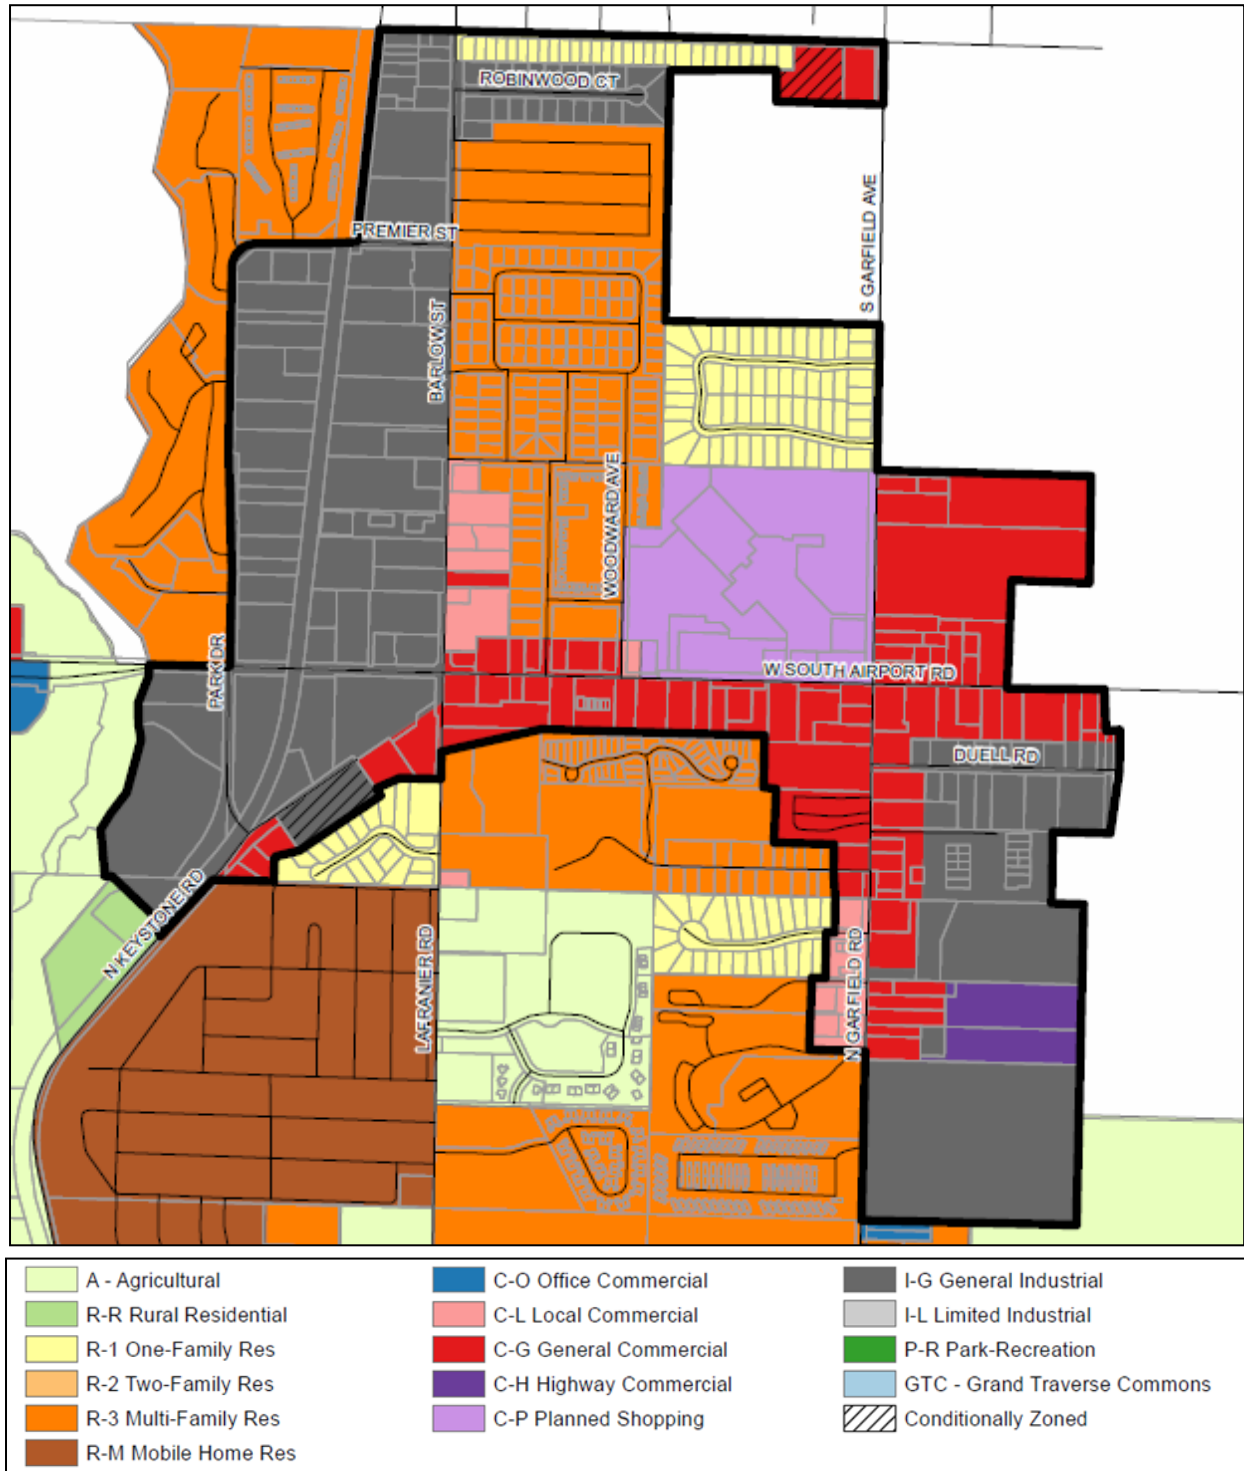 ROBINWOOD CT
S GARFIELD AVE
PREMIER ST
BARLOW ST
WOODWARD AVE
PARK DR
W SOUTH AIRPORT RD
DUELL RD
N KEYSTONE RD
LAFRANIER RD
N GARFIELD RD
A - Agricultural
R-R Rural Residential
R-1 One-Family Res
R-2 Two-Family Res
R-3 Multi-Family Res
R-M Mobile Home Res
C-O Office Commercial
C-L Local Commercial
C-G General Commercial
C-H Highway Commercial
C-P Planned Shopping
I-G General Industrial
I-L Limited Industrial
P-R Park-Recreation
GTC - Grand Traverse Commons
Conditionally Zoned